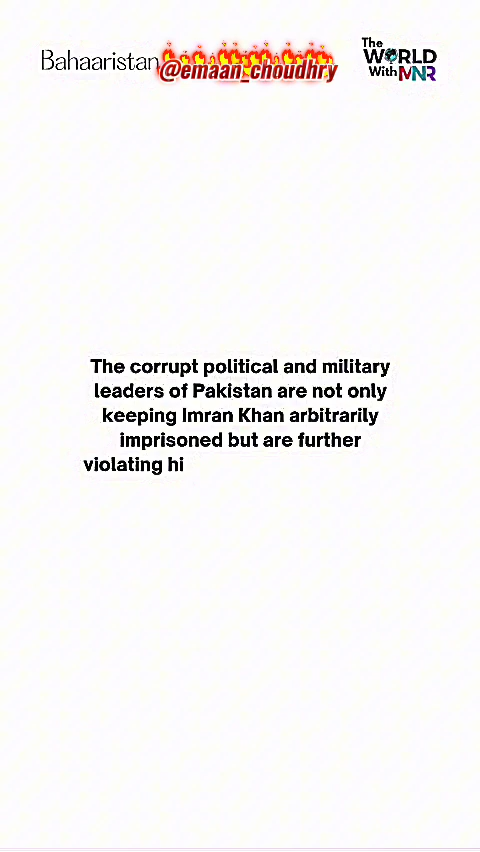 Bahaaristan
@emaan_choudhry
The
WORLD
With MNR
The corrupt political and military
leaders of Pakistan are not only
keeping Imran Khan arbitrarily
imprisoned but are further
violating hi